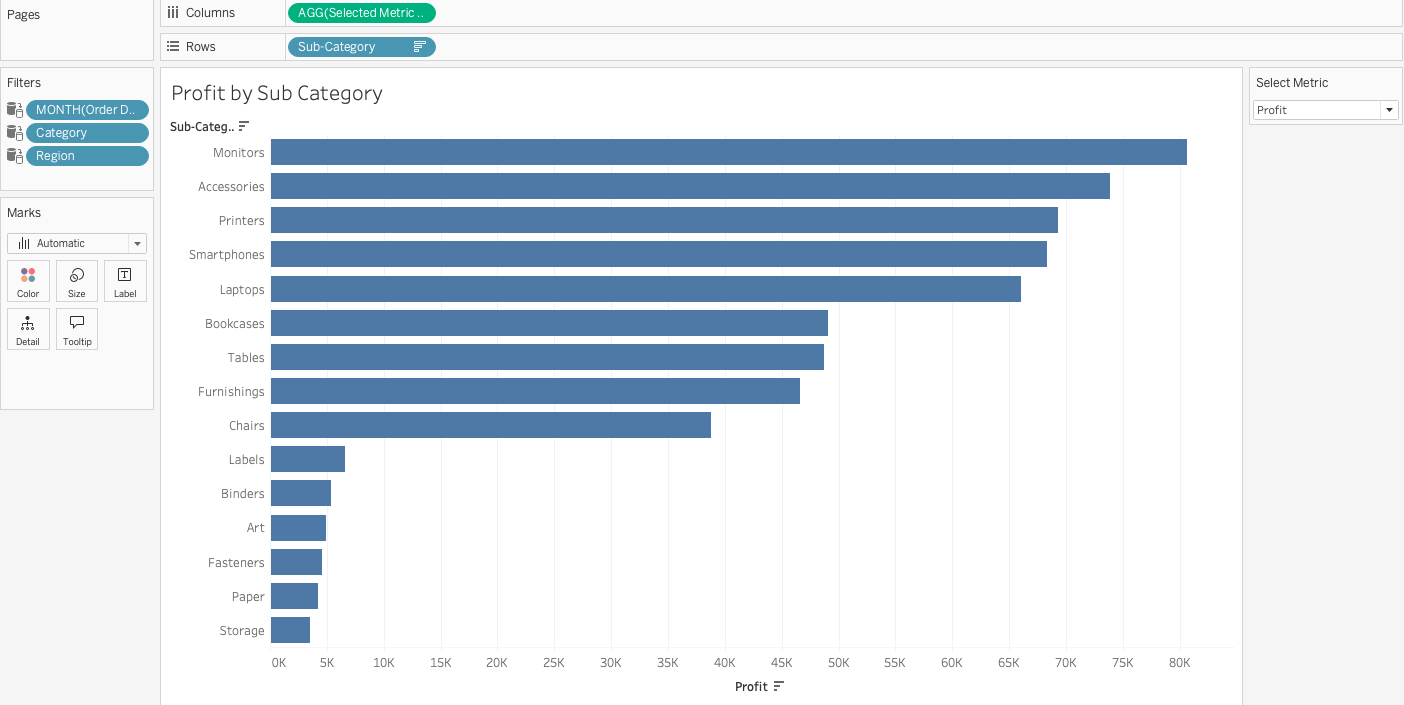 Pages
Columns
AGG(Selected Metric ..
Rows
Sub-Category
Filters
MONTH(Order D..
Category
Region
Marks
Automatic
Color
Size
Label
Detail
Tooltip
Profit by Sub Category
Sub-Categ..
Monitors
Accessories
Printers
Smartphones
Laptops
Bookcases
Tables
Furnishings
Chairs
Labels
Binders
Art
Fasteners
Paper
Storage
0K 5K 10K 15K 20K 25K 30K 35K 40K 45K 50K 55K 60K 65K 70K 75K 80K
Profit
Select Metric
Profit